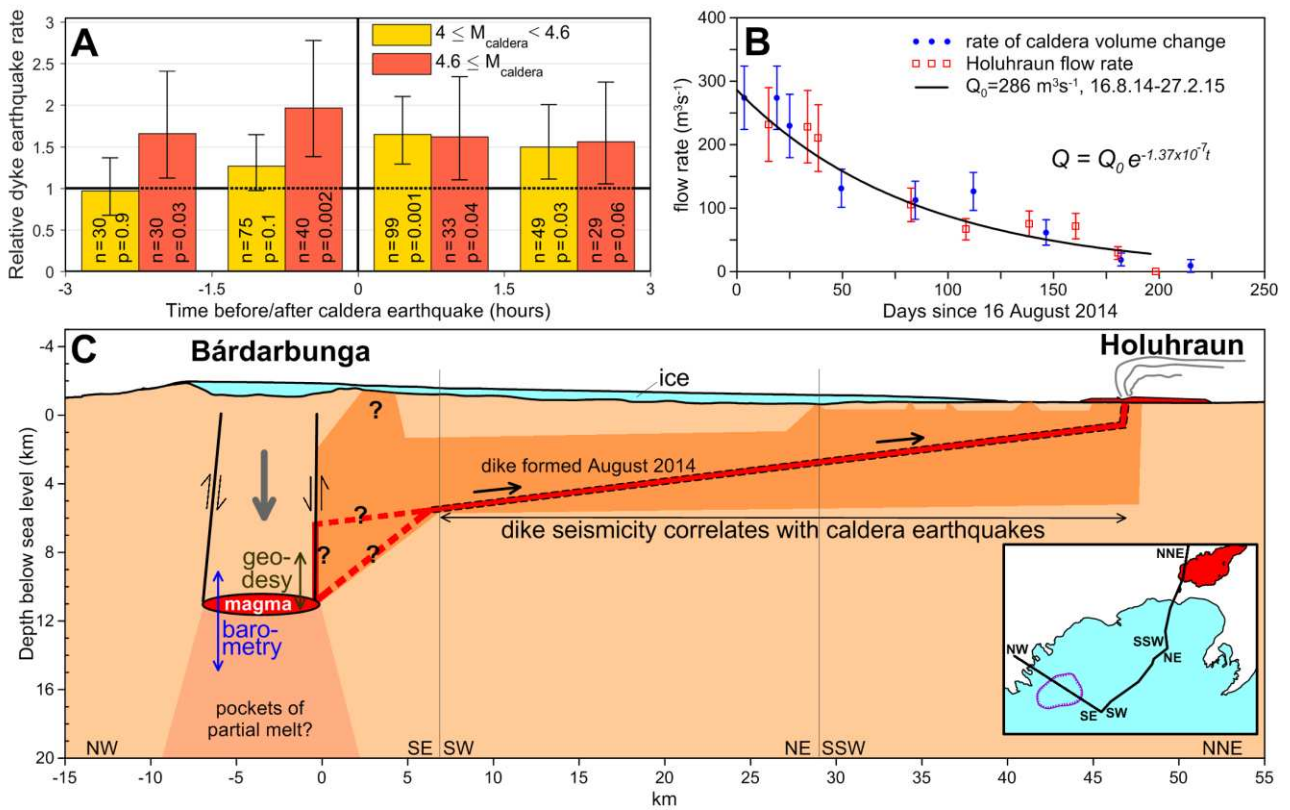 A
3
2.5
2
1.5
1
0.5
0
Relative dyke earthquake rate
4 ≤ Mcaldera < 4.6
4.6 ≤ Mcaldera
n=30
p=0.9
n=30
p=0.03
n=75
p=0.1
n=40
p=0.002
n=99
p=0.001
n=33
p=0.04
n=49
p=0.03
n=29
p=0.06
-3 -1.5 0 1.5 3
Time before/after caldera earthquake (hours)
B
400
300
200
100
0
flow rate (m³s⁻¹)
rate of caldera volume change
Holuhraun flow rate
Q₀=286 m³s⁻¹, 16.8.14-27.2.15
Q = Q₀ e^-1.37x10⁻⁷t
0 50 100 150 200 250
Days since 16 August 2014
C
Bárdarbunga
Holuhraun
ice
-4
0
4
8
12
16
20
Depth below sea level (km)
?
dike formed August 2014
dike seismicity correlates with caldera earthquakes
?
?
?
geo-
desy
magma
baro-
metry
pockets of
partial melt?
NW SE SW NE SSW NNE
-15 -10 -5 0 5 10 15 20 25 30 35 40 45 50 55
km
NNE
SSW
NE
NW
SE SW